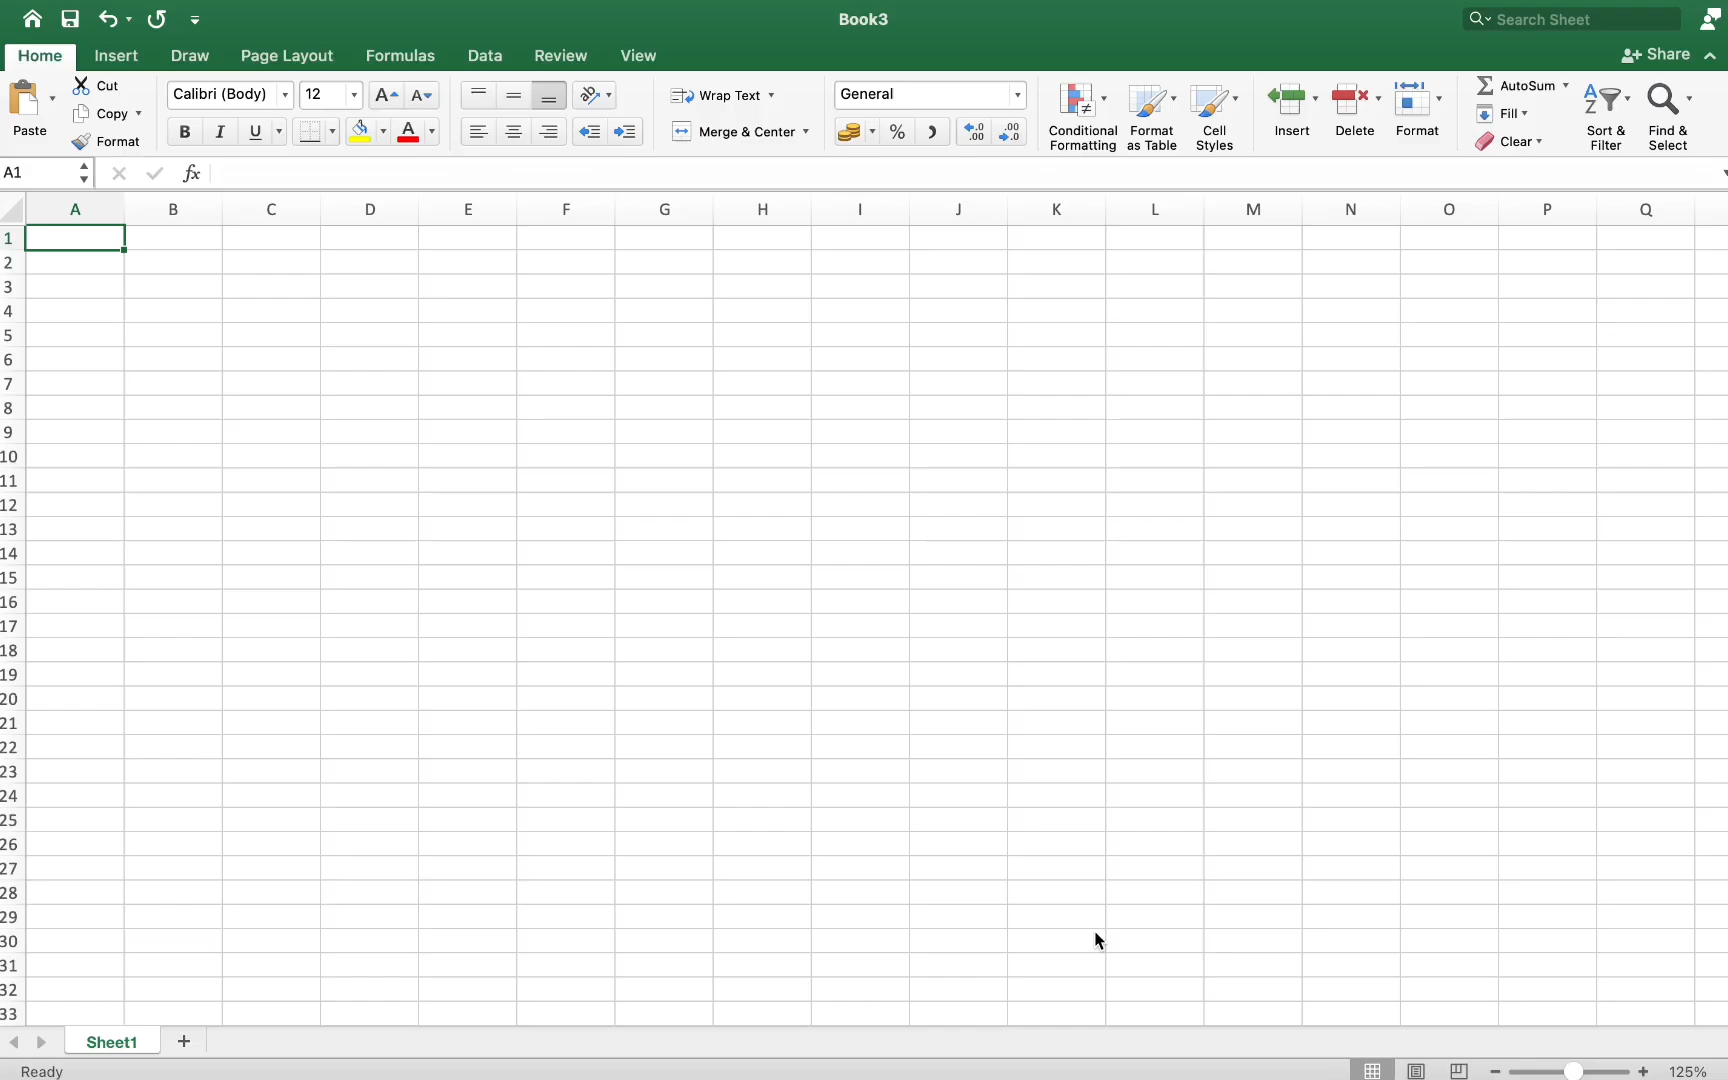 Book3
Search Sheet
Home Insert Draw Page Layout Formulas Data Review View Share
Paste Cut Copy Format
Calibri (Body) 12
B I U A
Wrap Text
Merge & Center
General
%
Conditional Formatting
Format as Table
Cell Styles
Insert Delete Format
AutoSum
Fill
Clear
Sort & Filter
Find & Select
A1 fx
A B C D E F G H I J K L M N O P Q
1
2
3
4
5
6
7
8
9
10
11
12
13
14
15
16
17
18
19
20
21
22
23
24
25
26
27
28
29
30
31
32
33
Sheet1 +
Ready 125%